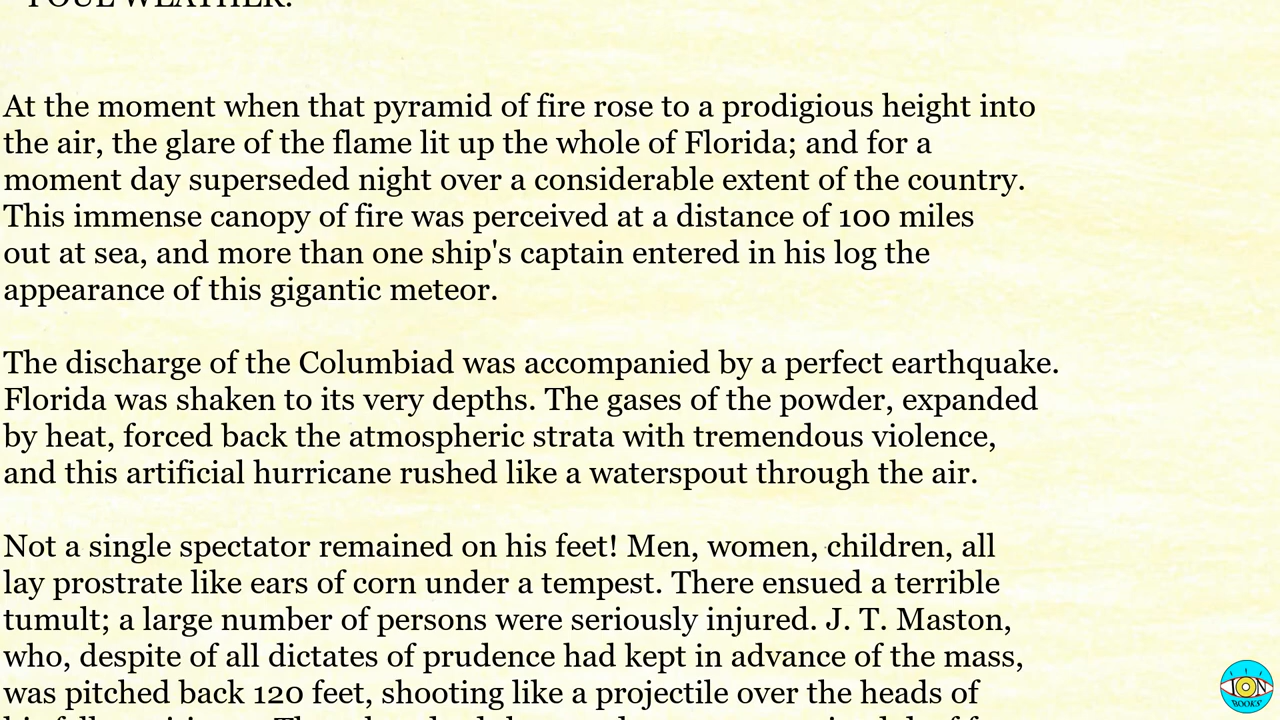 FOUL WEATHER.
At the moment when that pyramid of fire rose to a prodigious height into
the air, the glare of the flame lit up the whole of Florida; and for a
moment day superseded night over a considerable extent of the country.
This immense canopy of fire was perceived at a distance of 100 miles
out at sea, and more than one ship's captain entered in his log the
appearance of this gigantic meteor.
The discharge of the Columbiad was accompanied by a perfect earthquake.
Florida was shaken to its very depths. The gases of the powder, expanded
by heat, forced back the atmospheric strata with tremendous violence,
and this artificial hurricane rushed like a waterspout through the air.
Not a single spectator remained on his feet! Men, women, children, all
lay prostrate like ears of corn under a tempest. There ensued a terrible
tumult; a large number of persons were seriously injured. J. T. Maston,
who, despite of all dictates of prudence had kept in advance of the mass,
was pitched back 120 feet, shooting like a projectile over the heads of
ION
BOOKS